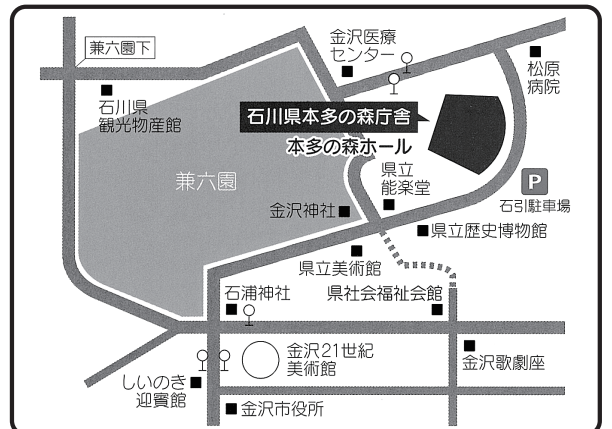 兼六園下
金沢医療
センター
松原
病院
石川県
観光物産館
石川県本多の森庁舎
本多の森ホール
兼六園
県立
能楽堂
P
石引駐車場
金沢神社
県立歴史博物館
県立美術館
石浦神社
県社会福祉会館
金沢21世紀
美術館
金沢歌劇座
しいのき
迎賓館
金沢市役所